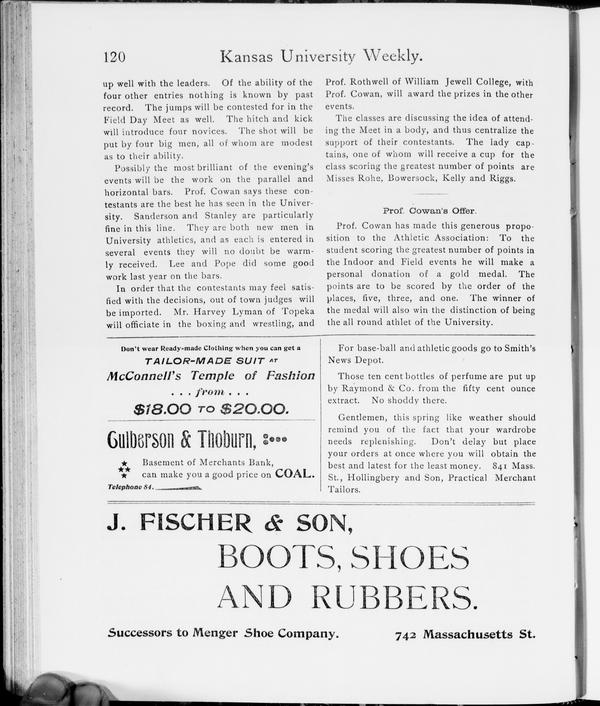 120
Kansas University Weekly.
up well with the leaders. Of the ability of the
four other entries nothing is known by past
record. The jumps will be contested for in the
Field Day Meet as well. The hitch and kick
will introduce four novices. The shot will be
put by four big men, all of whom are modest
as to their ability.
Possibly the most brilliant of the evening's
events will be the work on the parallel and
horizontal bars. Prof. Cowan says these con-
testants are the best he has seen in the Univer-
sity. Sanderson and Stanley are particularly
fine in this line. They are both new men in
University athletics, and as each is entered in
several events they will no doubt be warm-
ly received. Lee and Pope did some good
work last year on the bars.
In order that the contestants may feel satis-
fied with the decisions, out of town judges will
be imported. Mr. Harvey Lyman of Topeka
will officiate in the boxing and wrestling, and
Prof. Rothwell of William Jewell College, with
Prof. Cowan, will award the prizes in the other
events.
The classes are discussing the idea of attend-
ing the Meet in a body, and thus centralize the
support of their contestants. The lady cap-
tains, one of whom will receive a cup for the
class scoring the greatest number of points are
Misses Rohe, Bowersock, Kelly and Riggs.
Prof. Cowan's Offer.
Prof. Cowan has made this generous propo-
sition to the Athletic Association: To the
student scoring the greatest number of points in
the Indoor and Field events he will make a
personal donation of a gold medal. The
points are to be scored by the order of the
places, five, three, and one. The winner of
the medal will also win the distinction of being
the all round athlet of the University.
Don't wear Ready-made Clothing when you can get a
TAILOR-MADE SUIT AT
McConnell's Temple of Fashion
. . . from . . .
$18.00 TO $20.00.
Gulberson & Thoburn,
Basement of Merchants Bank,
can make you a good price on COAL.
Telephone 84.
For base-ball and athletic goods go to Smith's
News Depot.
Those ten cent bottles of perfume are put up
by Raymond & Co. from the fifty cent ounce
extract. No shoddy there.
Gentlemen, this spring like weather should
remind you of the fact that your wardrobe
needs replenishing. Don't delay but place
your orders at once where you will obtain the
best and latest for the least money. 841 Mass.
St., Hollingbery and Son, Practical Merchant
Tailors.
J. FISCHER & SON,
BOOTS, SHOES
AND RUBBERS.
Successors to Menger Shoe Company.
742 Massachusetts St.